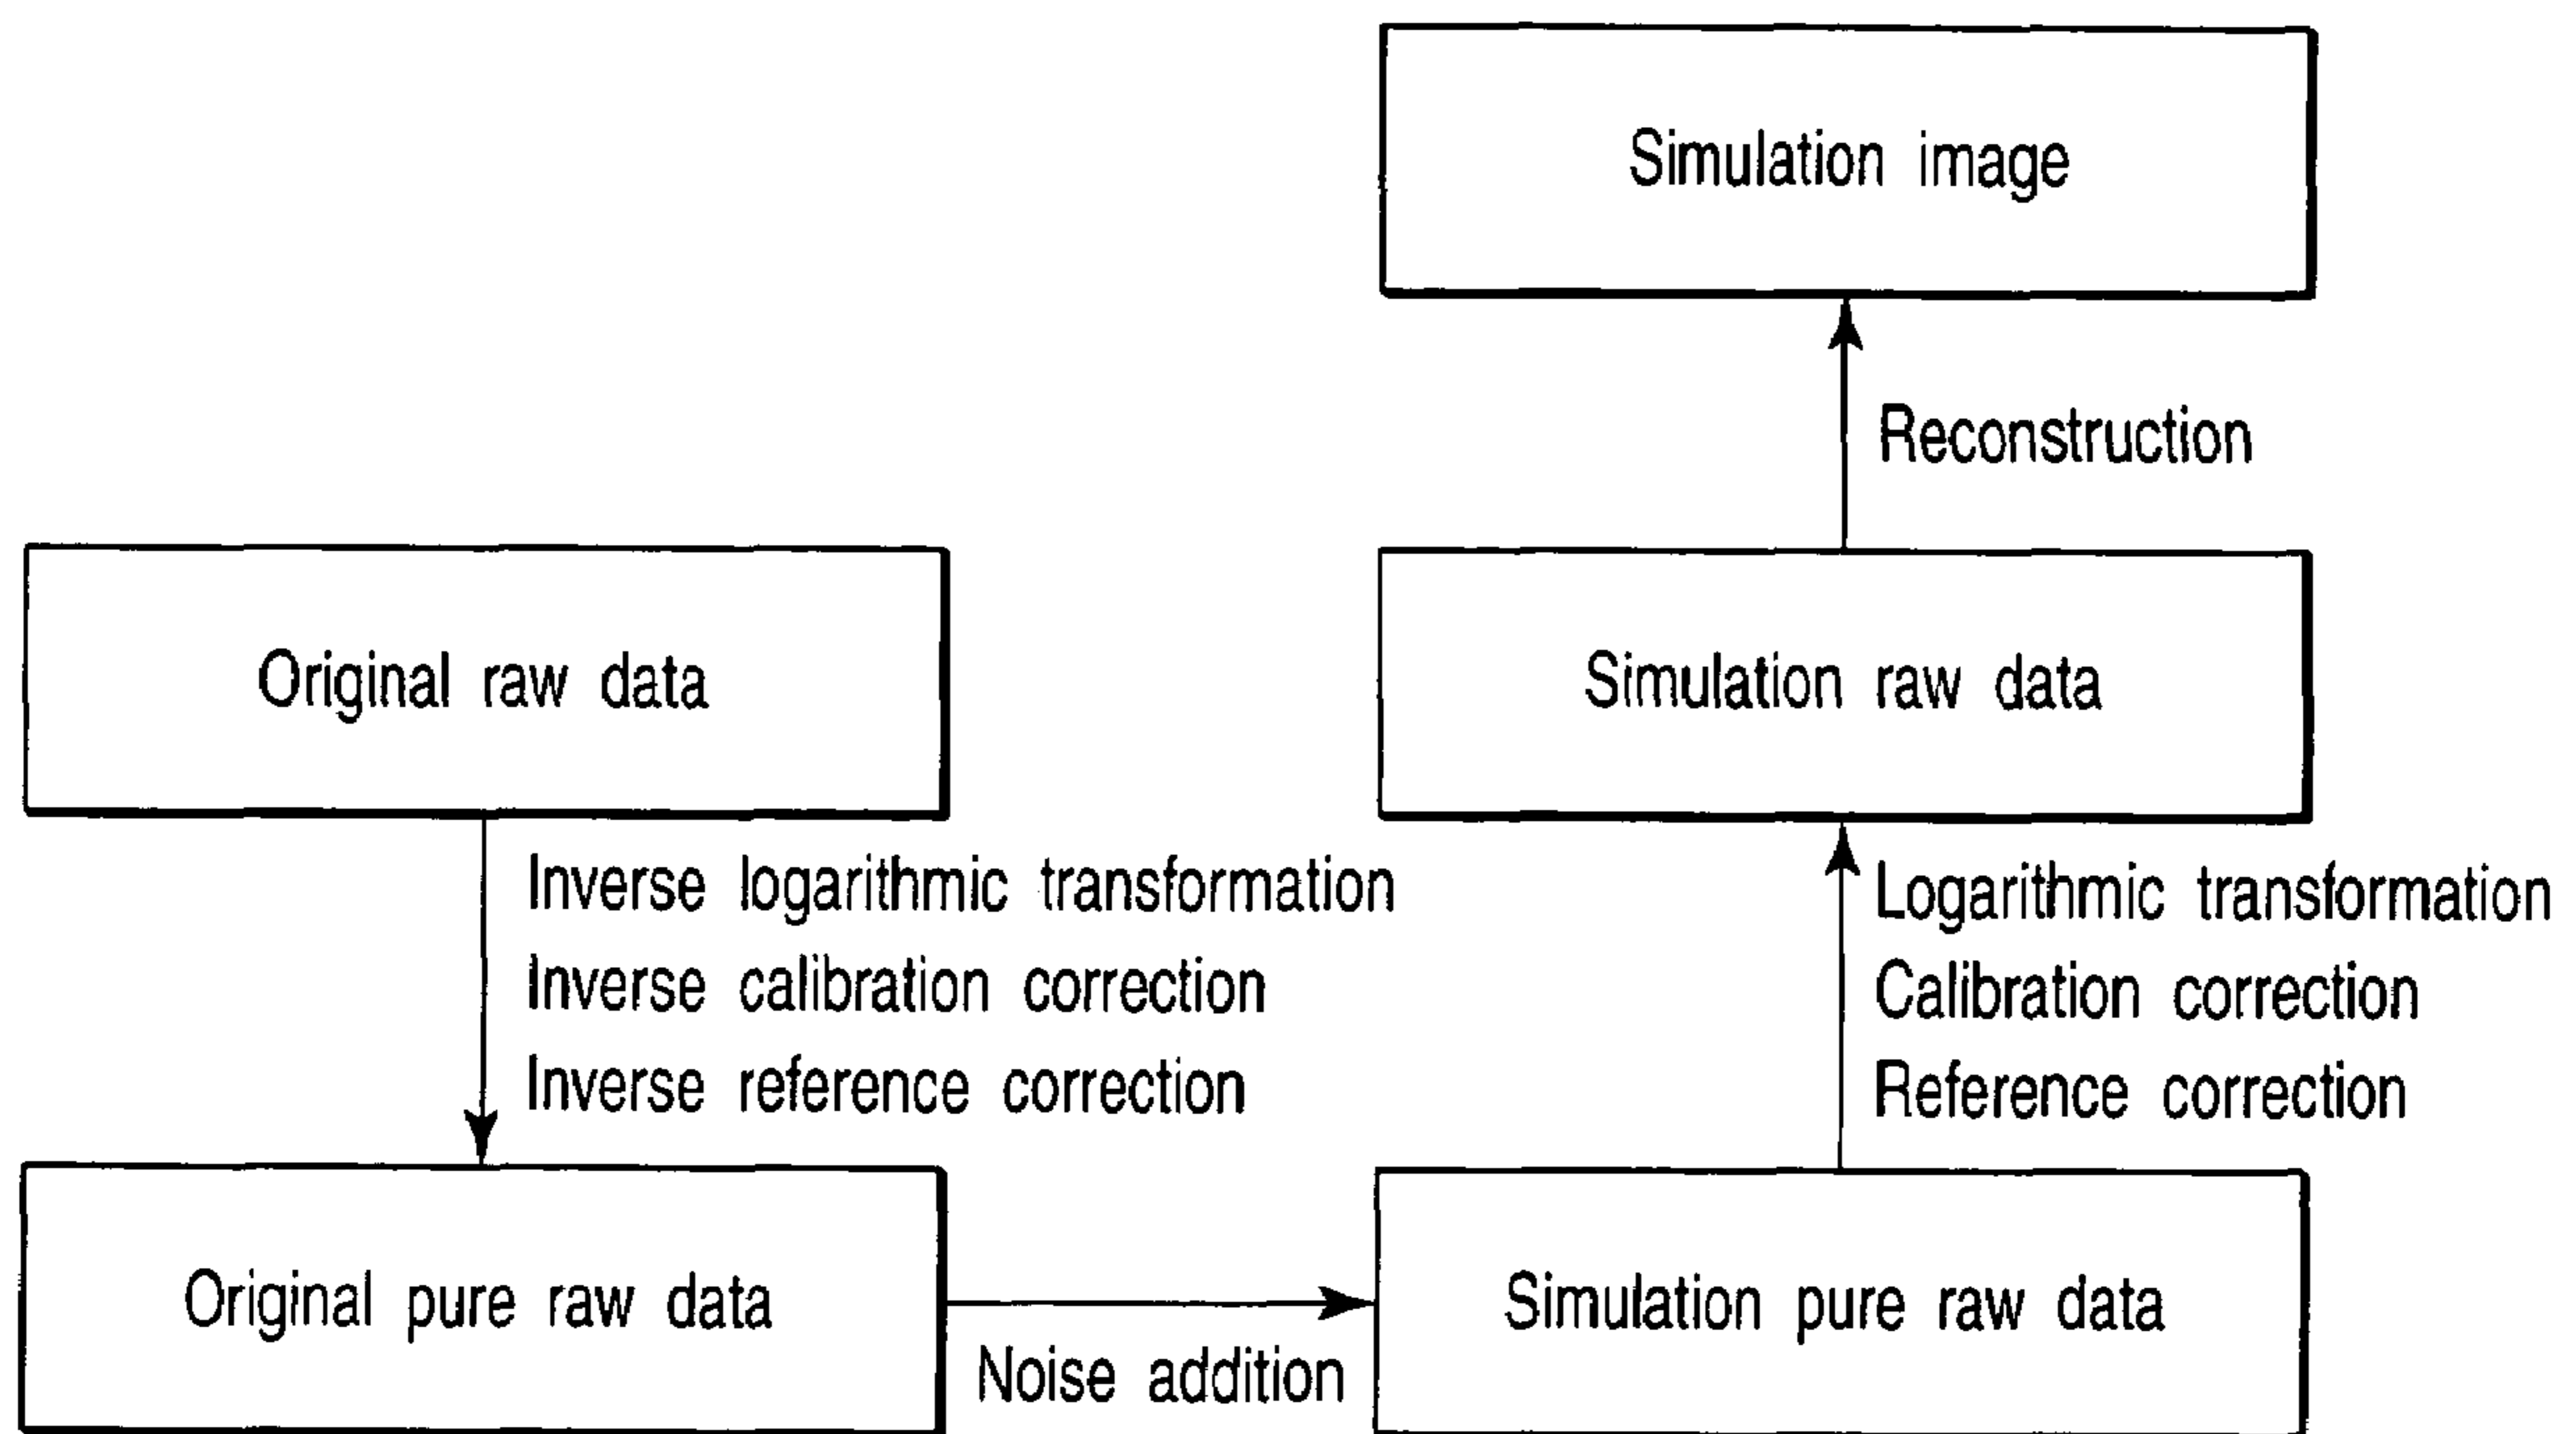 Simulation image
Reconstruction
Original raw data
Simulation raw data
Inverse logarithmic transformation
Inverse calibration correction
Inverse reference correction
Logarithmic transformation
Calibration correction
Reference correction
Original pure raw data
Noise addition
Simulation pure raw data